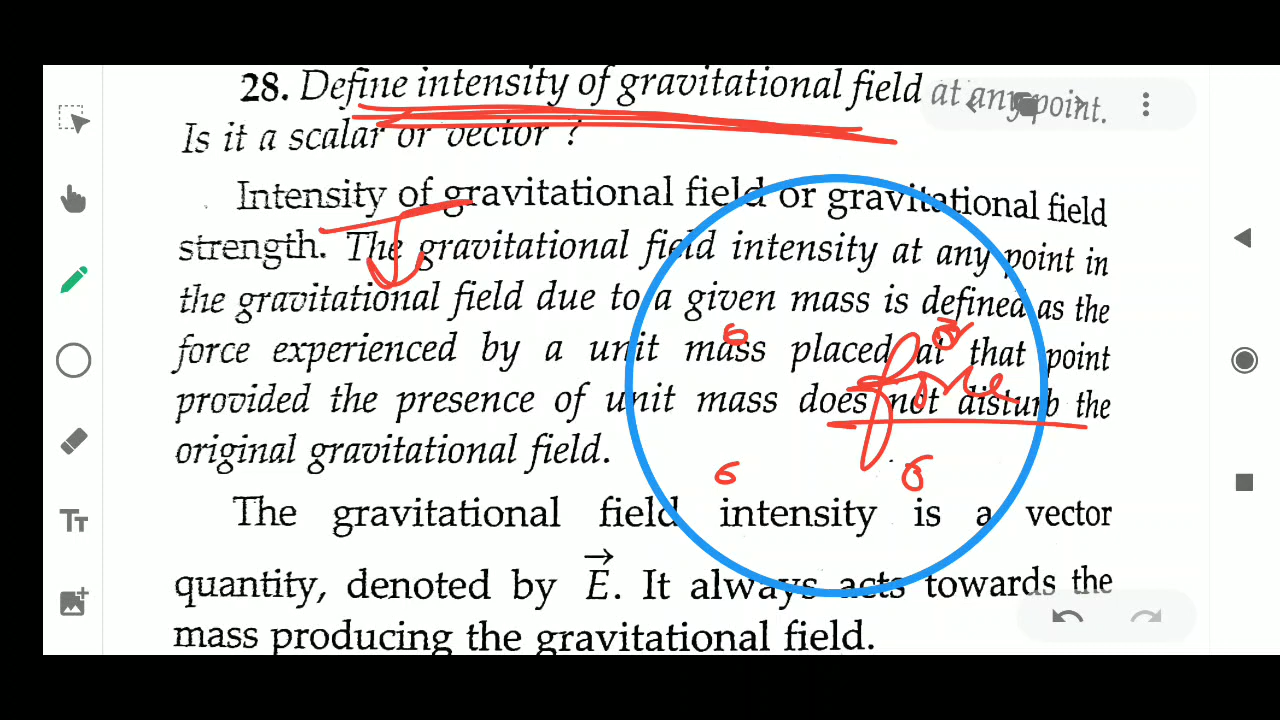 28. Define intensity of gravitational field at any point.
Is it a scalar or vector ?
Intensity of gravitational field or gravitational field
strength. The gravitational field intensity at any point in
the gravitational field due to a given mass is defined as the
force experienced by a unit mass placed at that point
provided the presence of unit mass does not disturb the
original gravitational field.
force
The gravitational field intensity is a vector
quantity, denoted by E⃗. It always acts towards the
mass producing the gravitational field.
TT